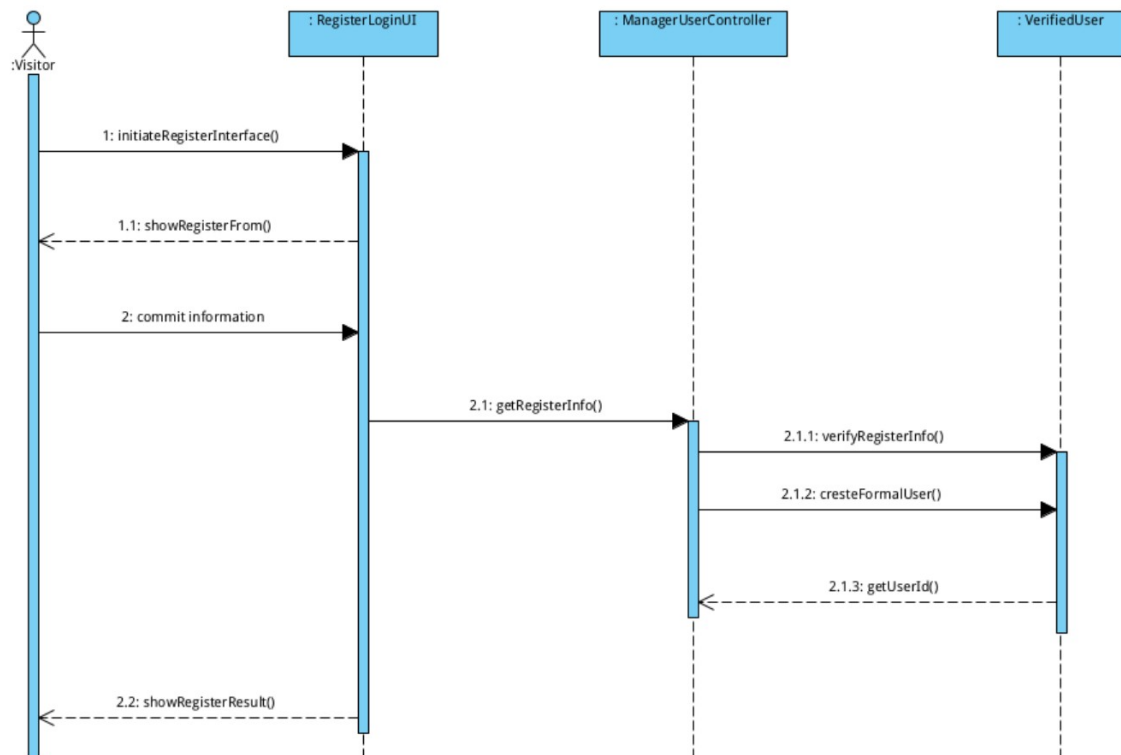 : RegisterLoginUI
: ManagerUserController
: VerifiedUser
:Visitor
1: initiateRegisterInterface()
1.1: showRegisterFrom()
2: commit information
2.1: getRegisterInfo()
2.1.1: verifyRegisterInfo()
2.1.2: cresteFormalUser()
2.1.3: getUserId()
2.2: showRegisterResult()